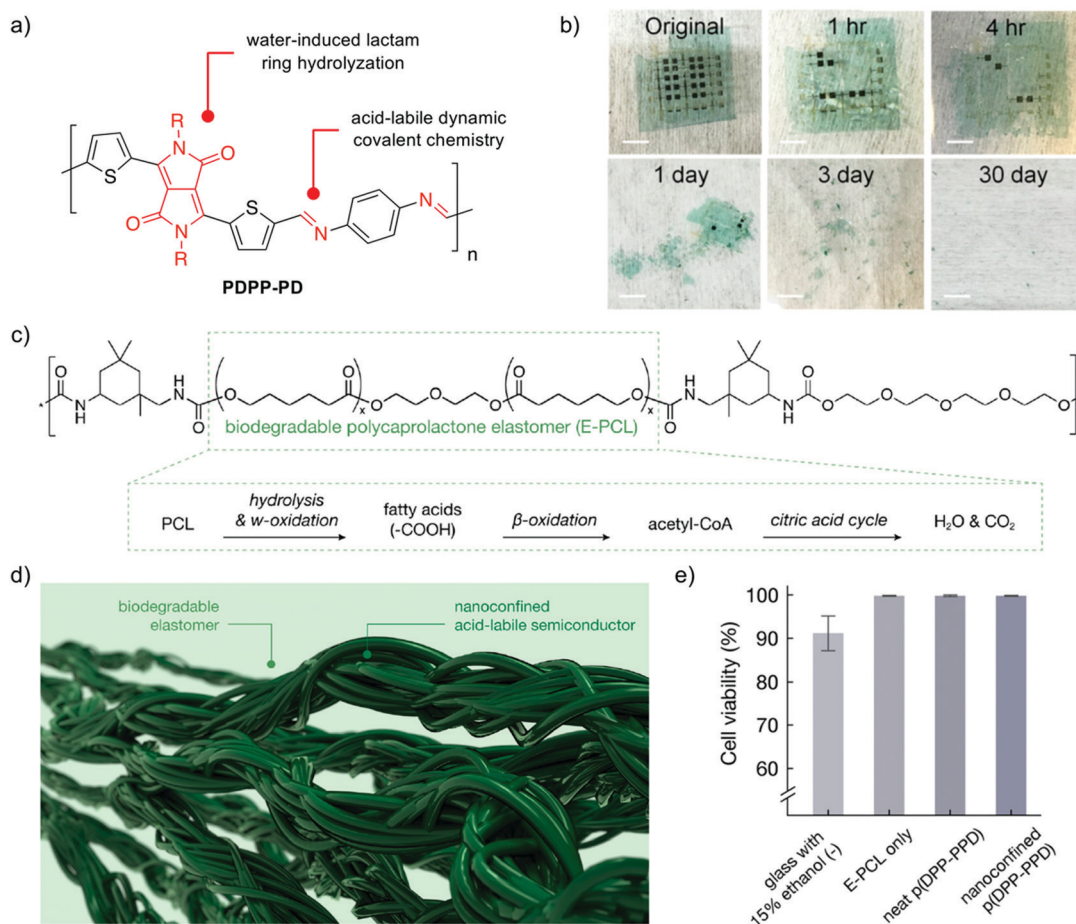 a)
water-induced lactam
ring hydrolyzation
acid-labile dynamic
covalent chemistry
R
N
O
S
S
O
N
R
N
N
n
PDPP-PD
b)
Original
1 hr
4 hr
1 day
3 day
30 day
c)
O
N
H
H
N
O
O
O
x
O
O
O
O
O
x
O
H
N
N
H
O
O
O
O
O
O
*
biodegradable polycaprolactone elastomer (E-PCL)
PCL
hydrolysis
& w-oxidation
fatty acids
(-COOH)
β-oxidation
acetyl-CoA
citric acid cycle
H₂O & CO₂
d)
biodegradable
elastomer
nanoconfined
acid-labile semiconductor
e)
Cell viability (%)
100
90
80
70
60
glass with
15% ethanol (-)
E-PCL only
neat p(DPP-PPD)
nanoconfined
p(DPP-PPD)